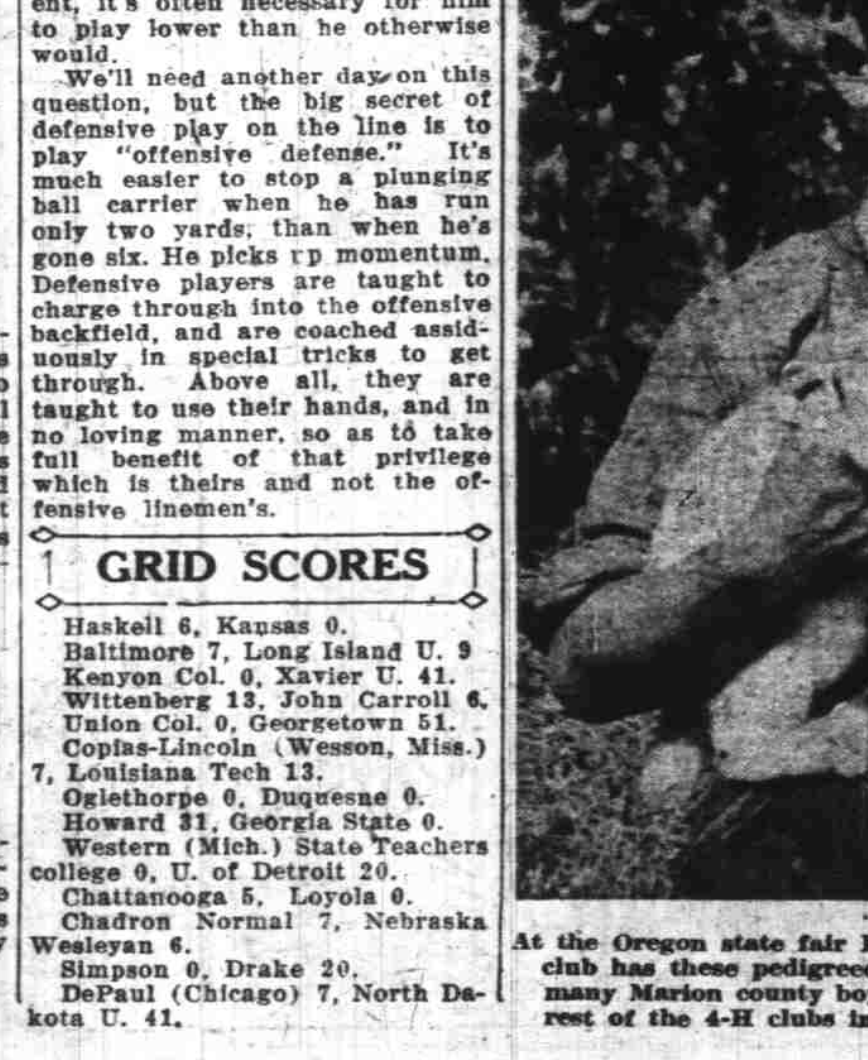 ent, it's often necessary for him
to play lower than he otherwise
would.
We'll need another day on this
question, but the big secret of
defensive play on the line is to
play "offensive defense." It's
much easier to stop a plunging
ball carrier when he has run
only two yards, than when he's
gone six. He picks rp momentum.
Defensive players are taught to
charge through into the offensive
backfield, and are coached assid-
uously in special tricks to get
through. Above all, they are
taught to use their hands, and in
no loving manner, so as to take
full benefit of that privilege
which is theirs and not the of-
fensive linemen's.
GRID SCORES
Haskell 6, Kansas 0.
Baltimore 7, Long Island U. 9
Kenyon Col. 0, Xavier U. 41.
Wittenberg 13, John Carroll 6.
Union Col. 0, Georgetown 51.
Copias-Lincoln (Wesson, Miss.)
7, Louisiana Tech 13.
Oglethorpe 0, Duquesne 0.
Howard 31, Georgia State 0.
Western (Mich.) State Teachers
college 0, U. of Detroit 20.
Chattanooga 5, Loyola 0.
Chadron Normal 7, Nebraska
Wesleyan 6.
Simpson 0, Drake 20.
DePaul (Chicago) 7, North Da-
kota U. 41.
At the Oregon state fair
club has these pedigree
many Marion county bo
rest of the 4-H clubs in